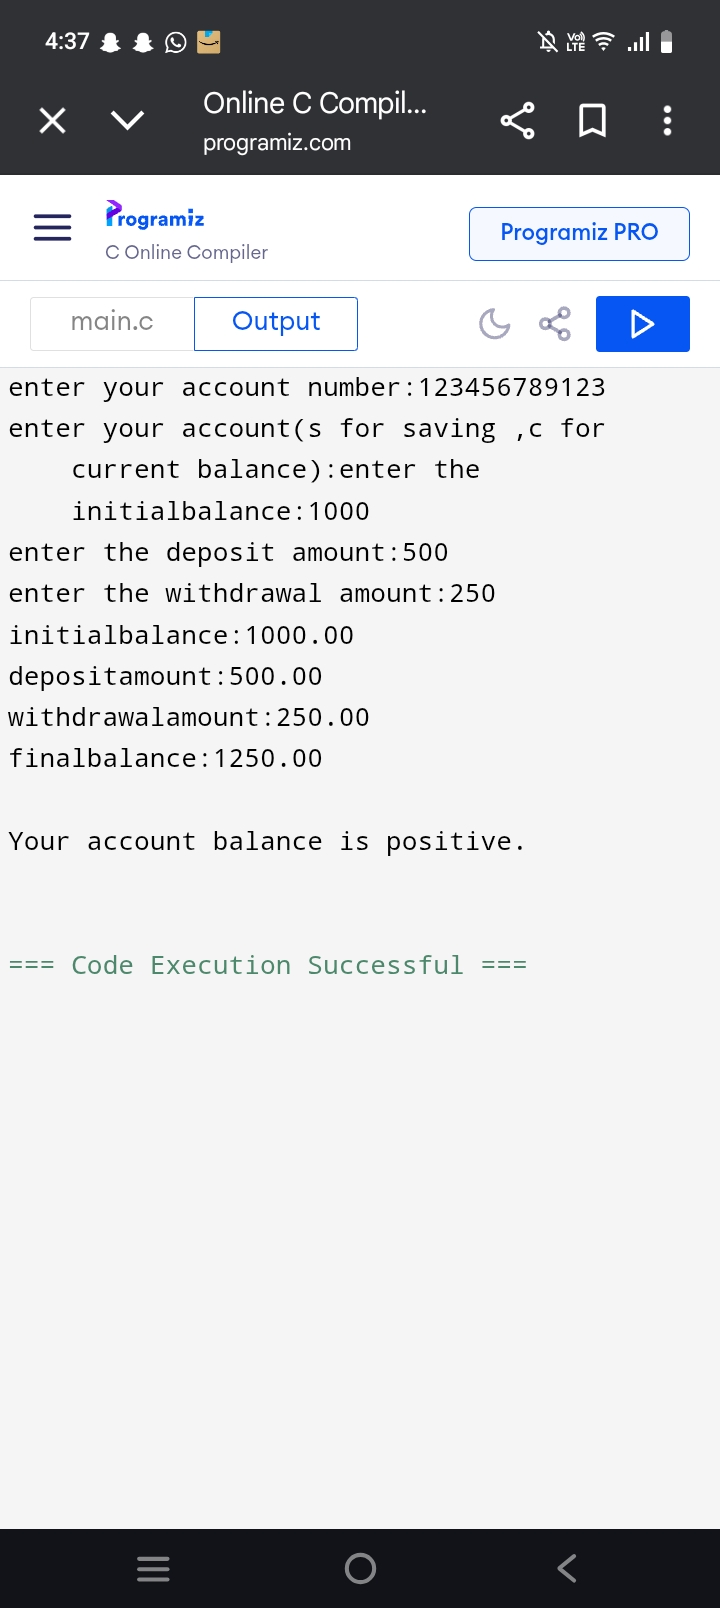 4:37
Vo) LTE
Online C Compil...
programiz.com
Programiz
C Online Compiler
Programiz PRO
main.c
Output
enter your account number:123456789123
enter your account(s for saving ,c for
current balance):enter the
initialbalance:1000
enter the deposit amount:500
enter the withdrawal amount:250
initialbalance:1000.00
depositamount:500.00
withdrawalamount:250.00
finalbalance:1250.00
Your account balance is positive.
=== Code Execution Successful ===